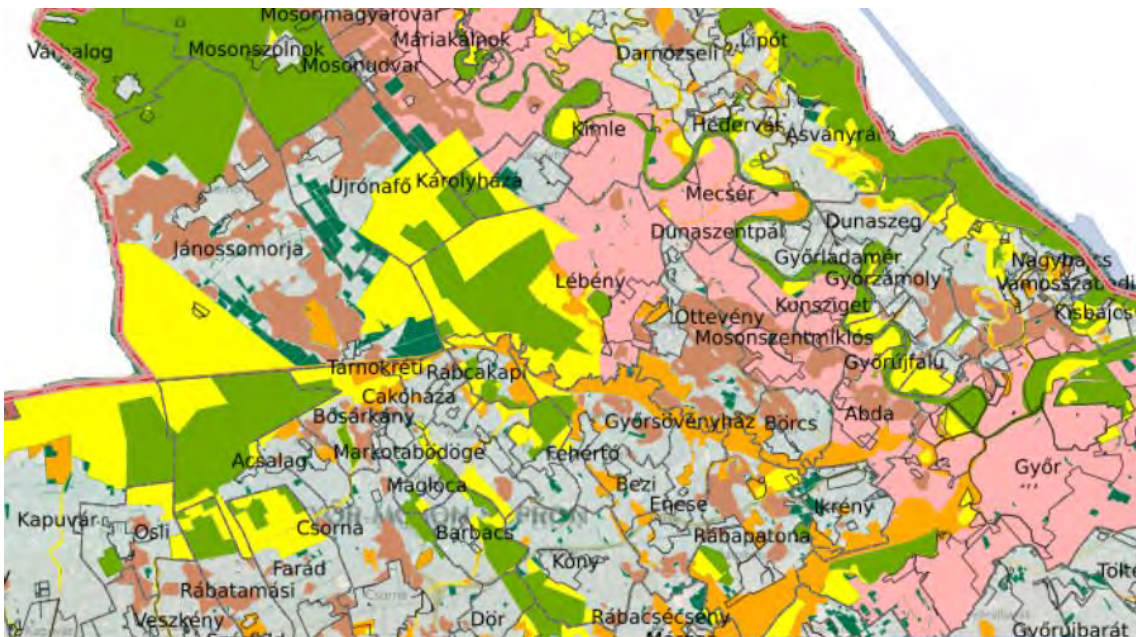 Mosonmagyaróvár
Máriakálnok
Várbalog
Mosonszolnok
Mosonudvar
Darnózseli
Lipót
Kimle
Hédervár
Ásványráró
Újrónafő
Károlyháza
Mecsér
Jánossomorja
Dunaszentpál
Dunaszeg
Győrladamér
Nagybajcs
Lébény
Győrzámoly
Vámosszabadi
Kunsziget
Kisbajcs
Öttevény
Mosonszentmiklós
Győrújfalu
Tárnokréti
Rábcakapi
Cakóháza
Bősárkány
Győrsövényház
Börcs
Abda
Markotabödöge
Fehértó
Acsalag
Győr
Maglóca
Bezi
Enese
Ikrény
Kapuvár
Osli
Csorna
Barbacs
Rábapatona
Kóny
Farád
Rábatamási
Csorna
Veszkény
Dör
Rábacsécsény
Győrújbarát